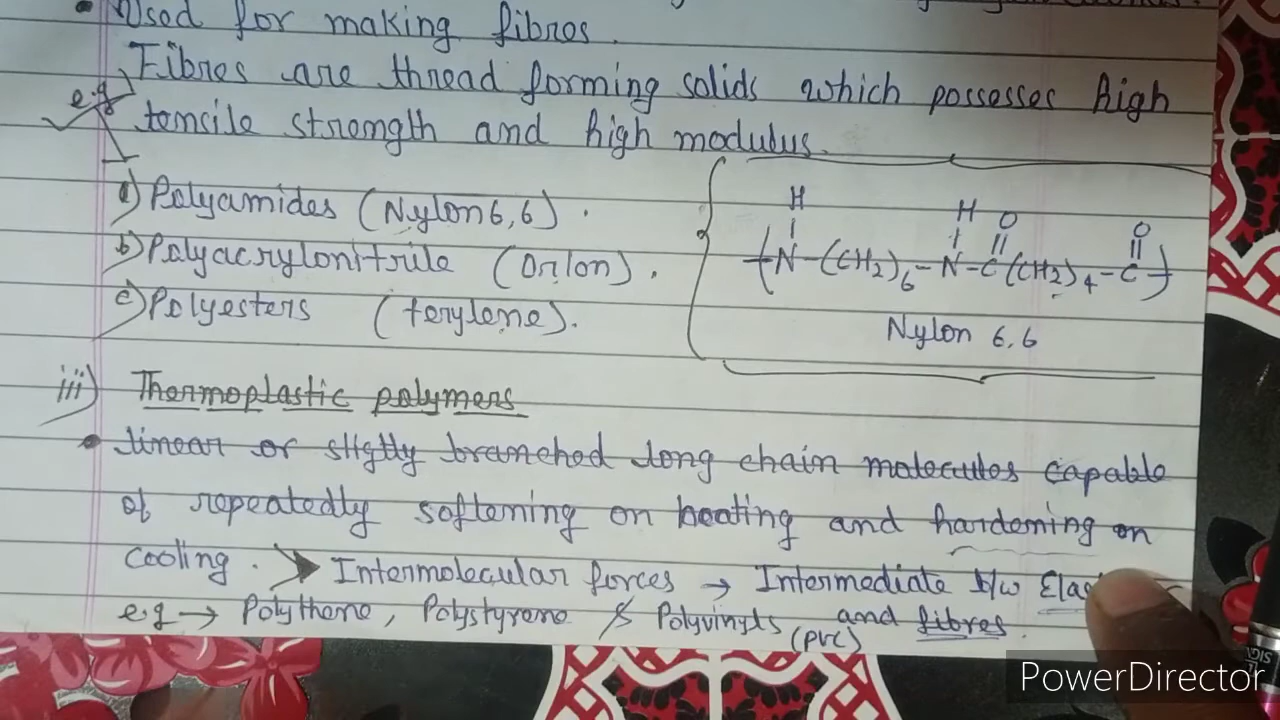 • Used for making fibres.
Fibres are thread forming solids which possesses high
e.g tensile strength and high modulus.
a) Polyamides (Nylon 6,6).
b) Polyacrylonitrile (Orlon).
c) Polyesters (terylene).
H H O O
(N-(CH2)6-N-C(CH2)4-C)
Nylon 6,6
iii) Thermoplastic polymers
• linear or sligtly branched long chain molecules capable
of repeatedly softening on heating and hardening on
cooling. ➤ Intermolecular forces → Intermediate b/w Elas
and fibres.
e.g → Polythene, Polystyrene & Polyvinyls (PVC)
PowerDirector